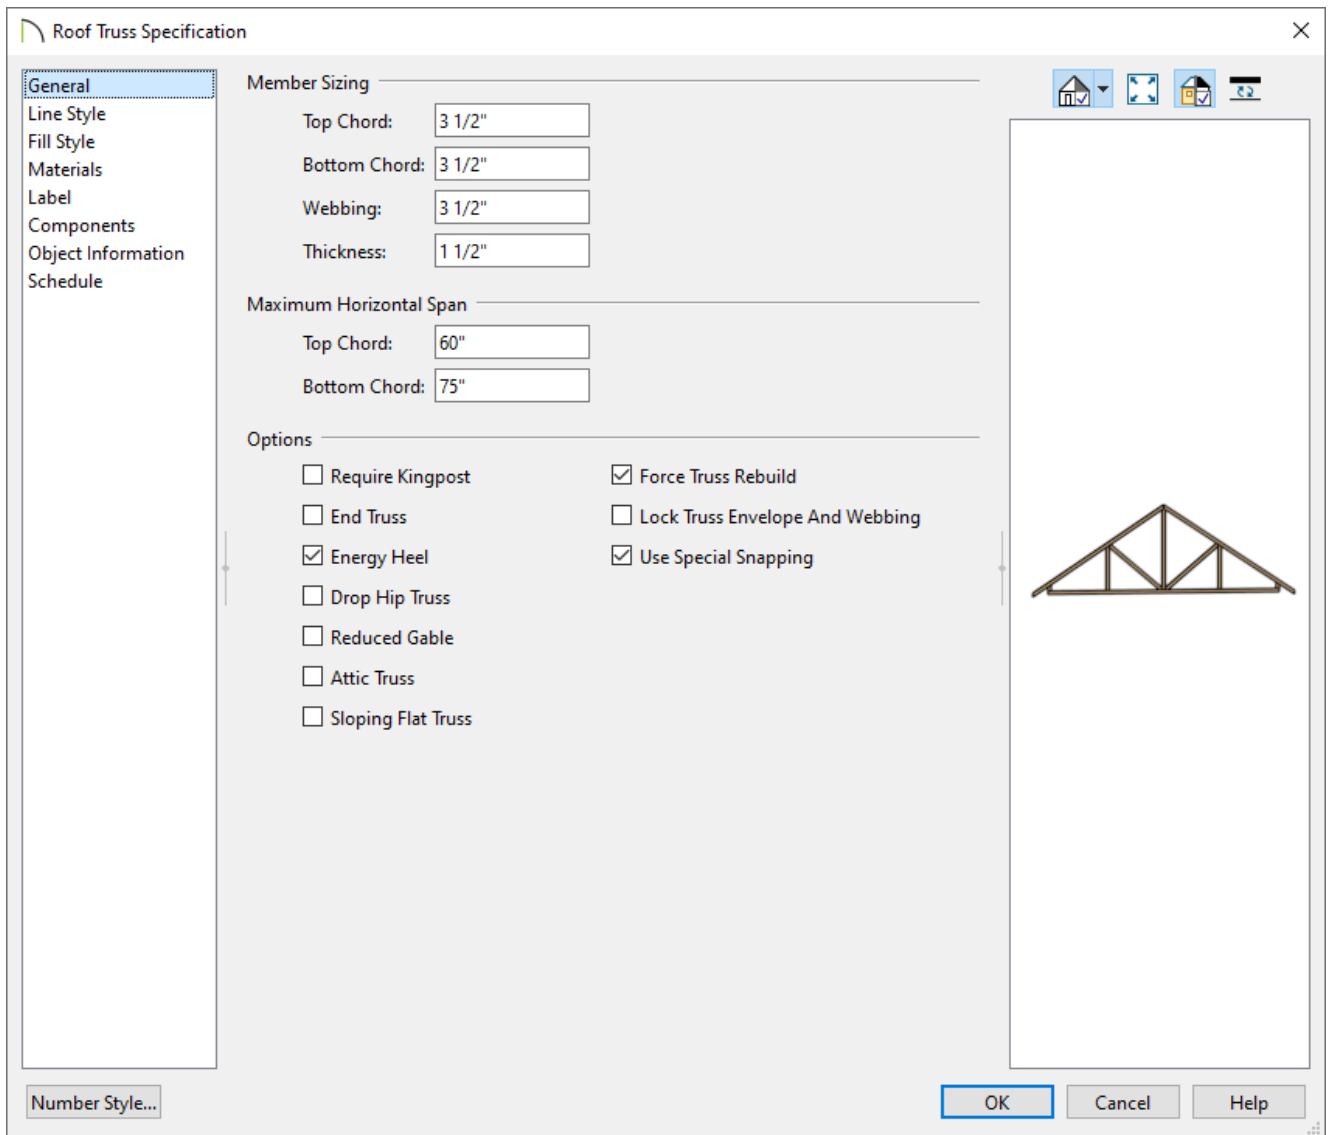 Roof Truss Specification
General
Line Style
Fill Style
Materials
Label
Components
Object Information
Schedule
Member Sizing
Top Chord: 3 1/2"
Bottom Chord: 3 1/2"
Webbing: 3 1/2"
Thickness: 1 1/2"
Maximum Horizontal Span
Top Chord: 60"
Bottom Chord: 75"
Options
Require Kingpost
End Truss
Energy Heel
Drop Hip Truss
Reduced Gable
Attic Truss
Sloping Flat Truss
Force Truss Rebuild
Lock Truss Envelope And Webbing
Use Special Snapping
Number Style...
OK
Cancel
Help